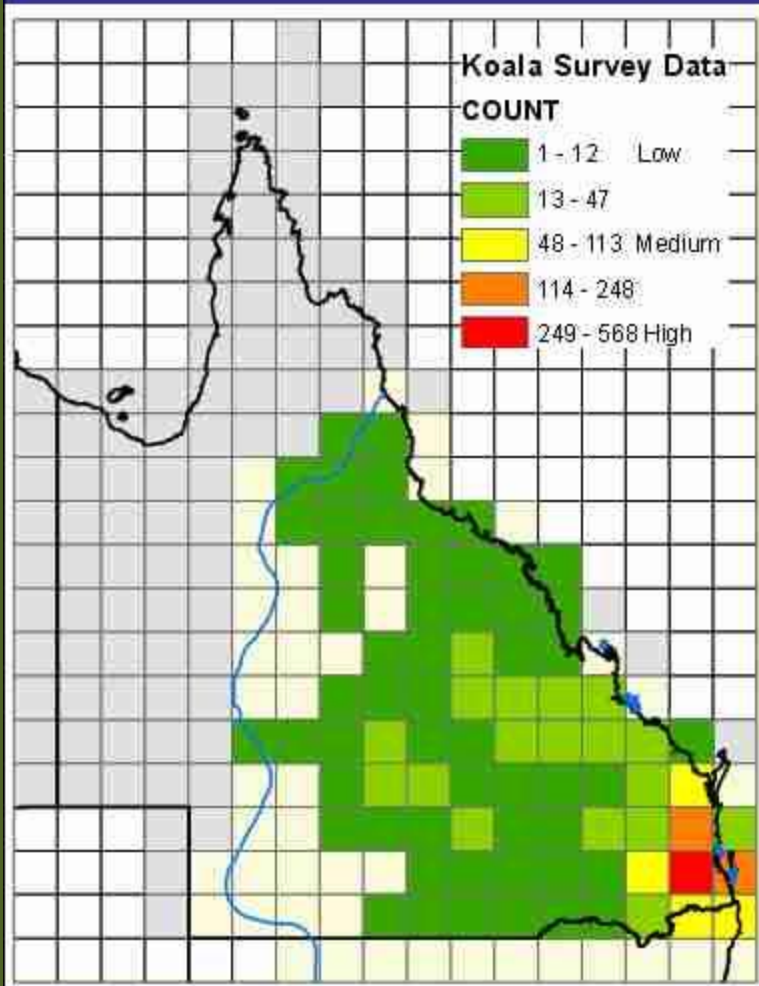 Koala Survey Data
COUNT
1 - 12 Low
13 - 47
48 - 113 Medium
114 - 248
249 - 568 High